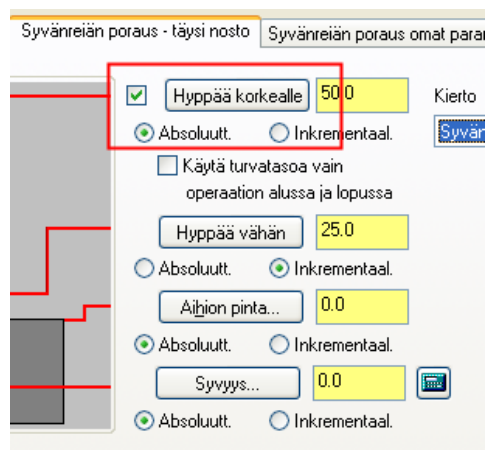 Syvänreiän poraus - täysi nosto
Syvänreiän poraus omat
Hyppää korkealle 50.0 Kierto
Absoluutt. Inkrementaal.
Käytä turvatasoa vain
operaation alussa ja lopussa
Hyppää vähän 25.0
Absoluutt. Inkrementaal.
Aihion pinta... 0.0
Absoluutt. Inkrementaal.
Syvyys... 0.0
Absoluutt. Inkrementaal.